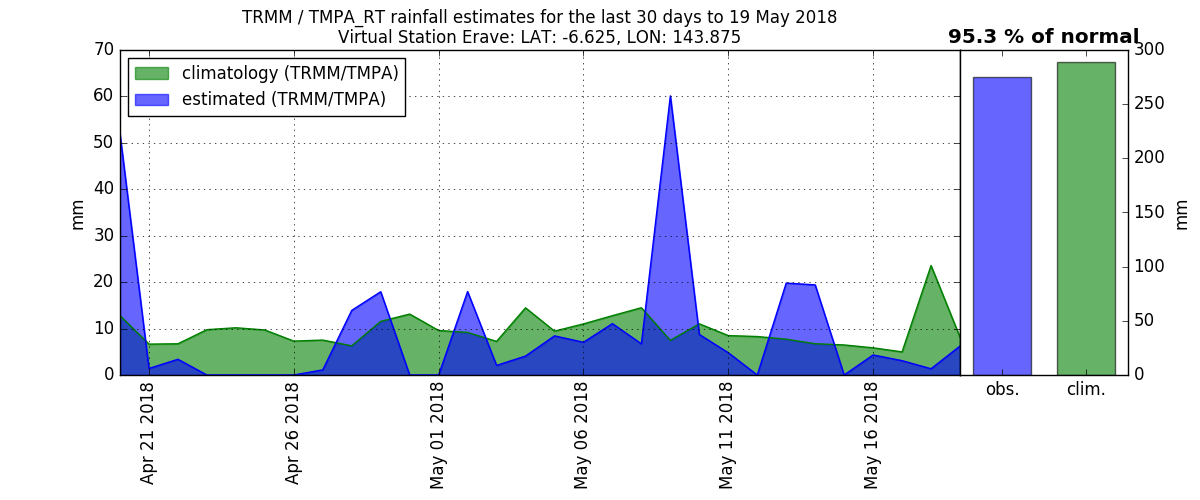 TRMM / TMPA_RT rainfall estimates for the last 30 days to 19 May 2018
Virtual Station Erave: LAT: -6.625, LON: 143.875
95.3 % of normal
climatology (TRMM/TMPA)
estimated (TRMM/TMPA)
70
60
50
40
30
20
10
0
mm
Apr 21 2018
Apr 26 2018
May 01 2018
May 06 2018
May 11 2018
May 16 2018
obs.
clim.
300
250
200
150
100
50
0
mm